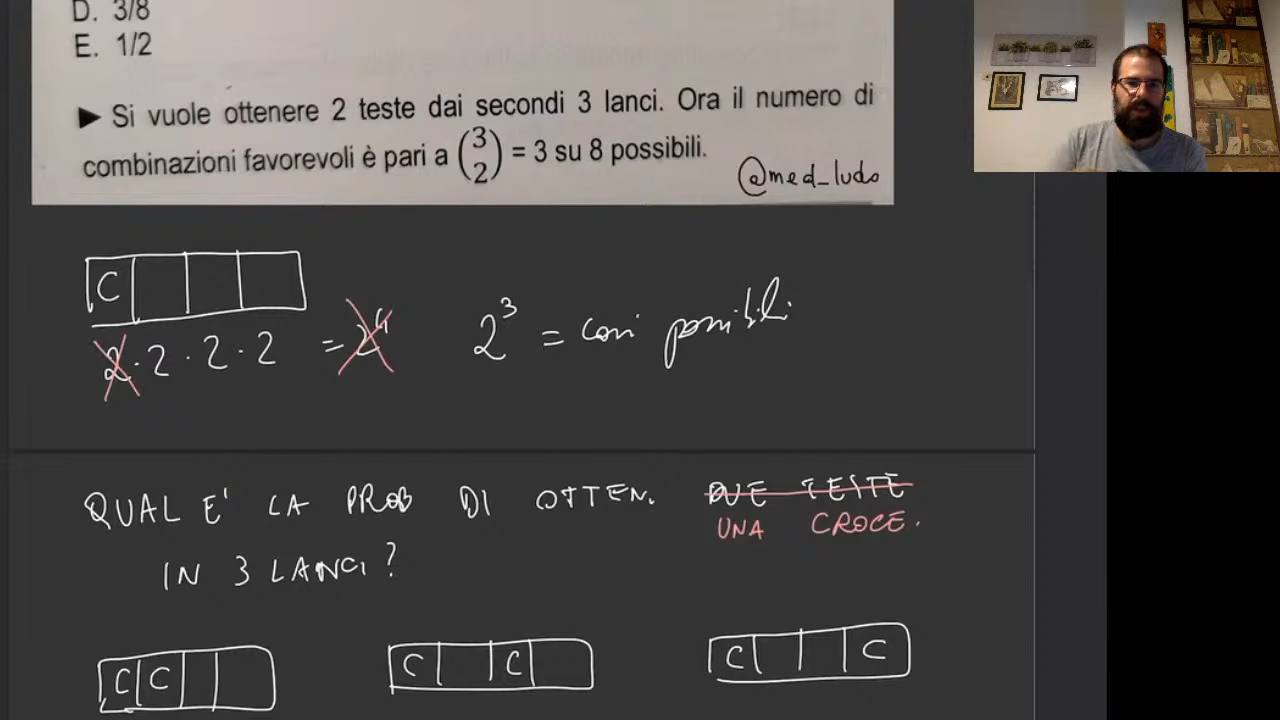 D. 3/8
E. 1/2
► Si vuole ottenere 2 teste dai secondi 3 lanci. Ora il numero di
combinazioni favorevoli è pari a (3 2) = 3 su 8 possibili.
@med_ludo
C
2 · 2 · 2 · 2 = 2⁴ 2³ = casi possibili
QUAL E' LA PROB DI OTTEN. DUE TESTE
UNA CROCE.
IN 3 LANCI?
C C C C C C